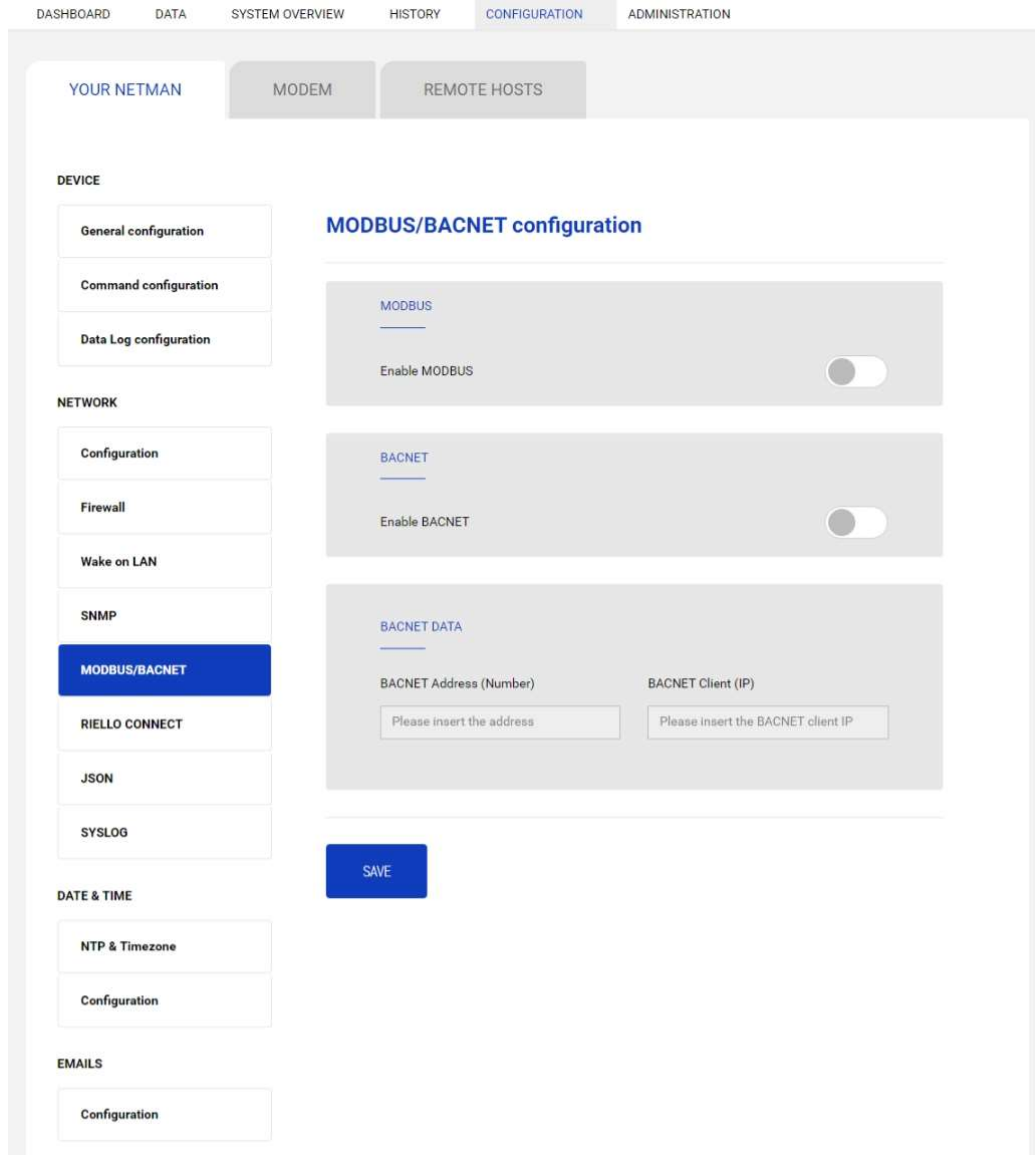 DASHBOARD DATA SYSTEM OVERVIEW HISTORY CONFIGURATION ADMINISTRATION
YOUR NETMAN MODEM REMOTE HOSTS
DEVICE
General configuration
Command configuration
Data Log configuration
NETWORK
Configuration
Firewall
Wake on LAN
SNMP
MODBUS/BACNET
RIELLO CONNECT
JSON
SYSLOG
DATE & TIME
NTP & Timezone
Configuration
EMAILS
Configuration
MODBUS/BACNET configuration
MODBUS
Enable MODBUS
BACNET
Enable BACNET
BACNET DATA
BACNET Address (Number) BACNET Client (IP)
Please insert the address Please insert the BACNET client IP
SAVE